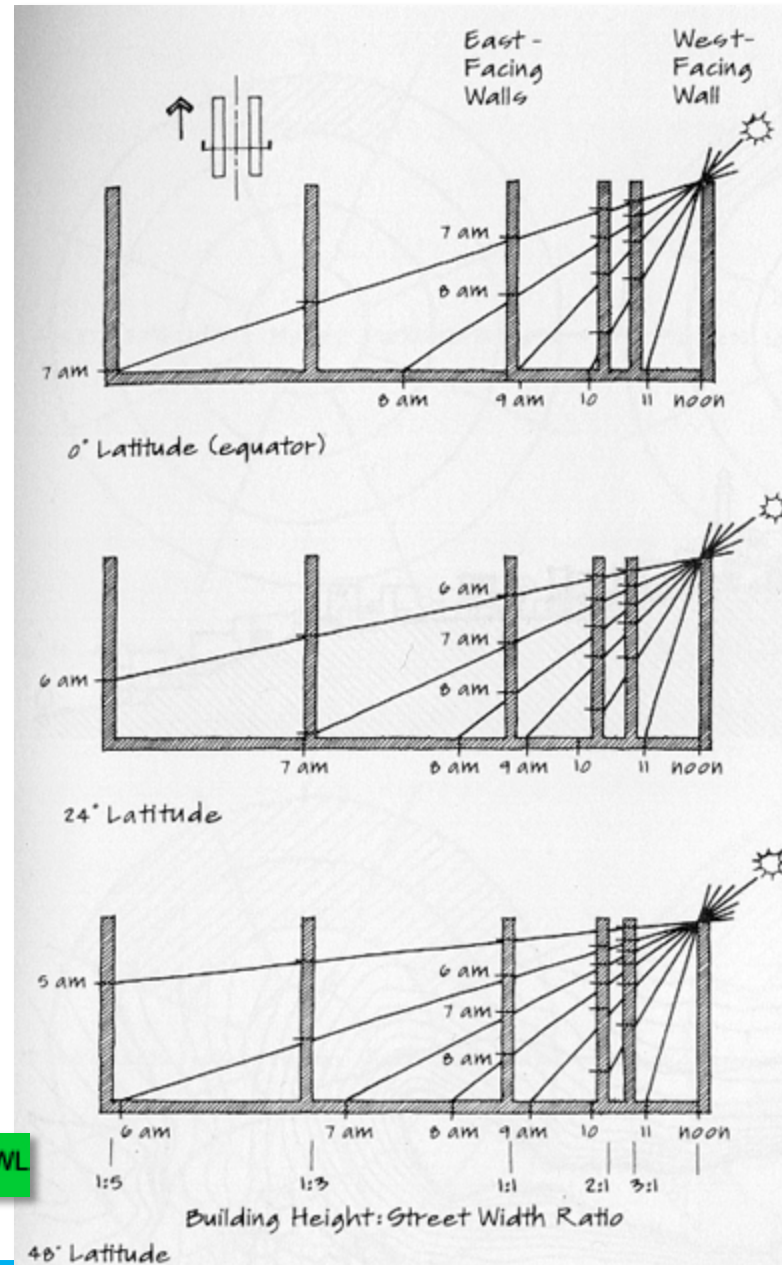 East-
Facing
Walls
West-
Facing
Wall
7 am
8 am
7 am
8 am
9 am
10
11
noon
0° Latitude (equator)
6 am
7 am
8 am
6 am
7 am
8 am
9 am
10
11
noon
24° Latitude
5 am
6 am
7 am
8 am
6 am
7 am
8 am
9 am
10
11
noon
WL
1:5
1:3
1:1
2:1
3:1
Building Height: Street Width Ratio
48° Latitude